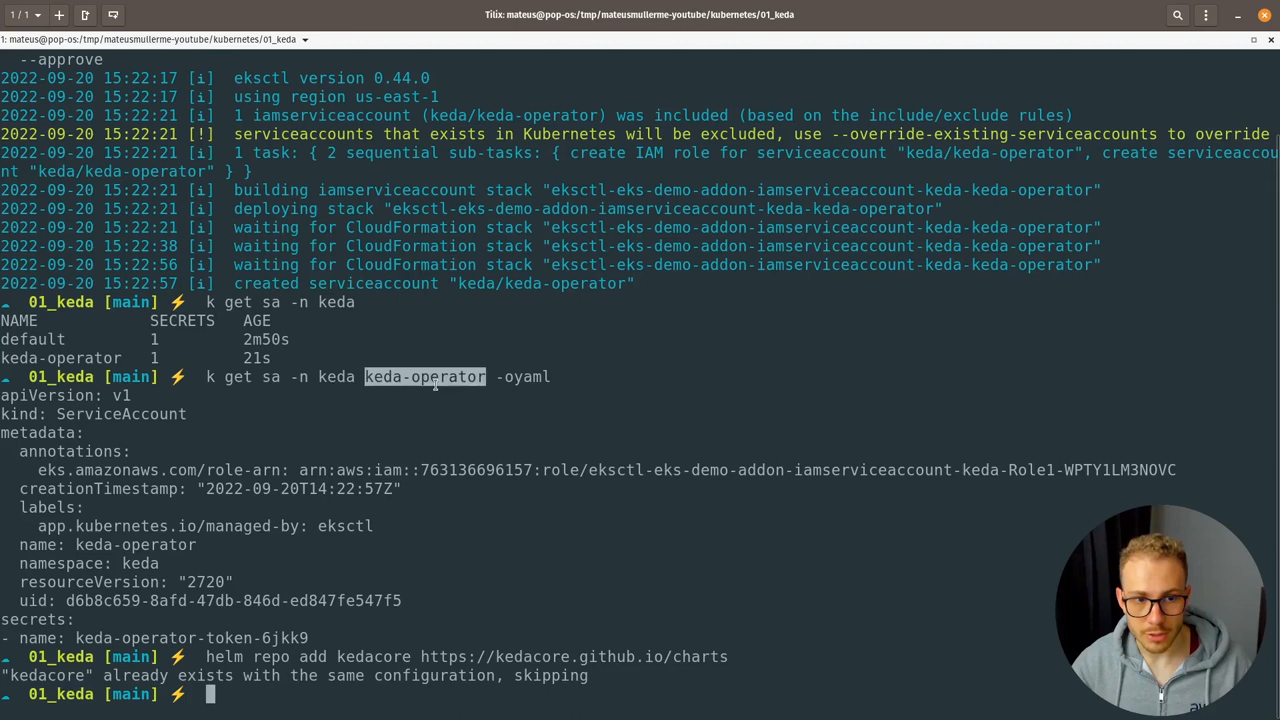 1 / 1
Tilix: mateus@pop-os:/tmp/mateusmullerme-youtube/kubernetes/01_keda
1: mateus@pop-os:/tmp/mateusmullerme-youtube/kubernetes/01_keda
--approve
2022-09-20 15:22:17 [ℹ]  eksctl version 0.44.0
2022-09-20 15:22:17 [ℹ]  using region us-east-1
2022-09-20 15:22:21 [ℹ]  1 iamserviceaccount (keda/keda-operator) was included (based on the include/exclude rules)
2022-09-20 15:22:21 [!]  serviceaccounts that exists in Kubernetes will be excluded, use --override-existing-serviceaccounts to override
2022-09-20 15:22:21 [ℹ]  1 task: { 2 sequential sub-tasks: { create IAM role for serviceaccount "keda/keda-operator", create serviceaccou
nt "keda/keda-operator" } }
2022-09-20 15:22:21 [ℹ]  building iamserviceaccount stack "eksctl-eks-demo-addon-iamserviceaccount-keda-keda-operator"
2022-09-20 15:22:21 [ℹ]  deploying stack "eksctl-eks-demo-addon-iamserviceaccount-keda-keda-operator"
2022-09-20 15:22:21 [ℹ]  waiting for CloudFormation stack "eksctl-eks-demo-addon-iamserviceaccount-keda-keda-operator"
2022-09-20 15:22:38 [ℹ]  waiting for CloudFormation stack "eksctl-eks-demo-addon-iamserviceaccount-keda-keda-operator"
2022-09-20 15:22:56 [ℹ]  waiting for CloudFormation stack "eksctl-eks-demo-addon-iamserviceaccount-keda-keda-operator"
2022-09-20 15:22:57 [ℹ]  created serviceaccount "keda/keda-operator"
01_keda [main] ⚡ k get sa -n keda
NAME SECRETS AGE
default 1 2m50s
keda-operator 1 21s
01_keda [main] ⚡ k get sa -n keda keda-operator -oyaml
apiVersion: v1
kind: ServiceAccount
metadata:
annotations:
eks.amazonaws.com/role-arn: arn:aws:iam::763136696157:role/eksctl-eks-demo-addon-iamserviceaccount-keda-Role1-WPTY1LM3NOVC
creationTimestamp: "2022-09-20T14:22:57Z"
labels:
app.kubernetes.io/managed-by: eksctl
name: keda-operator
namespace: keda
resourceVersion: "2720"
uid: d6b8c659-8afd-47db-846d-ed847fe547f5
secrets:
- name: keda-operator-token-6jkk9
01_keda [main] ⚡ helm repo add kedacore https://kedacore.github.io/charts
"kedacore" already exists with the same configuration, skipping
01_keda [main] ⚡